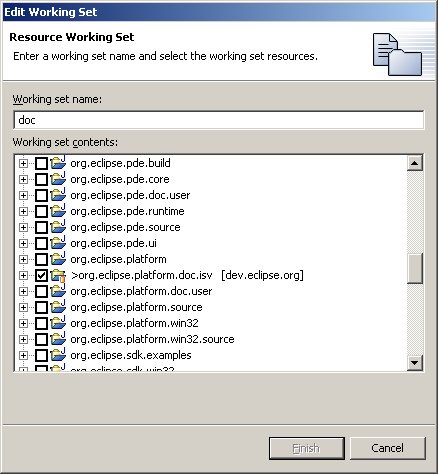 Edit Working Set
Resource Working Set
Enter a working set name and select the working set resources.
Working set name:
doc
Working set contents:
org.eclipse.pde.build
org.eclipse.pde.core
org.eclipse.pde.doc.user
org.eclipse.pde.runtime
org.eclipse.pde.source
org.eclipse.pde.ui
org.eclipse.platform
>org.eclipse.platform.doc.isv [dev.eclipse.org]
org.eclipse.platform.doc.user
org.eclipse.platform.source
org.eclipse.platform.win32
org.eclipse.platform.win32.source
org.eclipse.sdk.examples
org.eclipse.sdk.win32
Finish Cancel